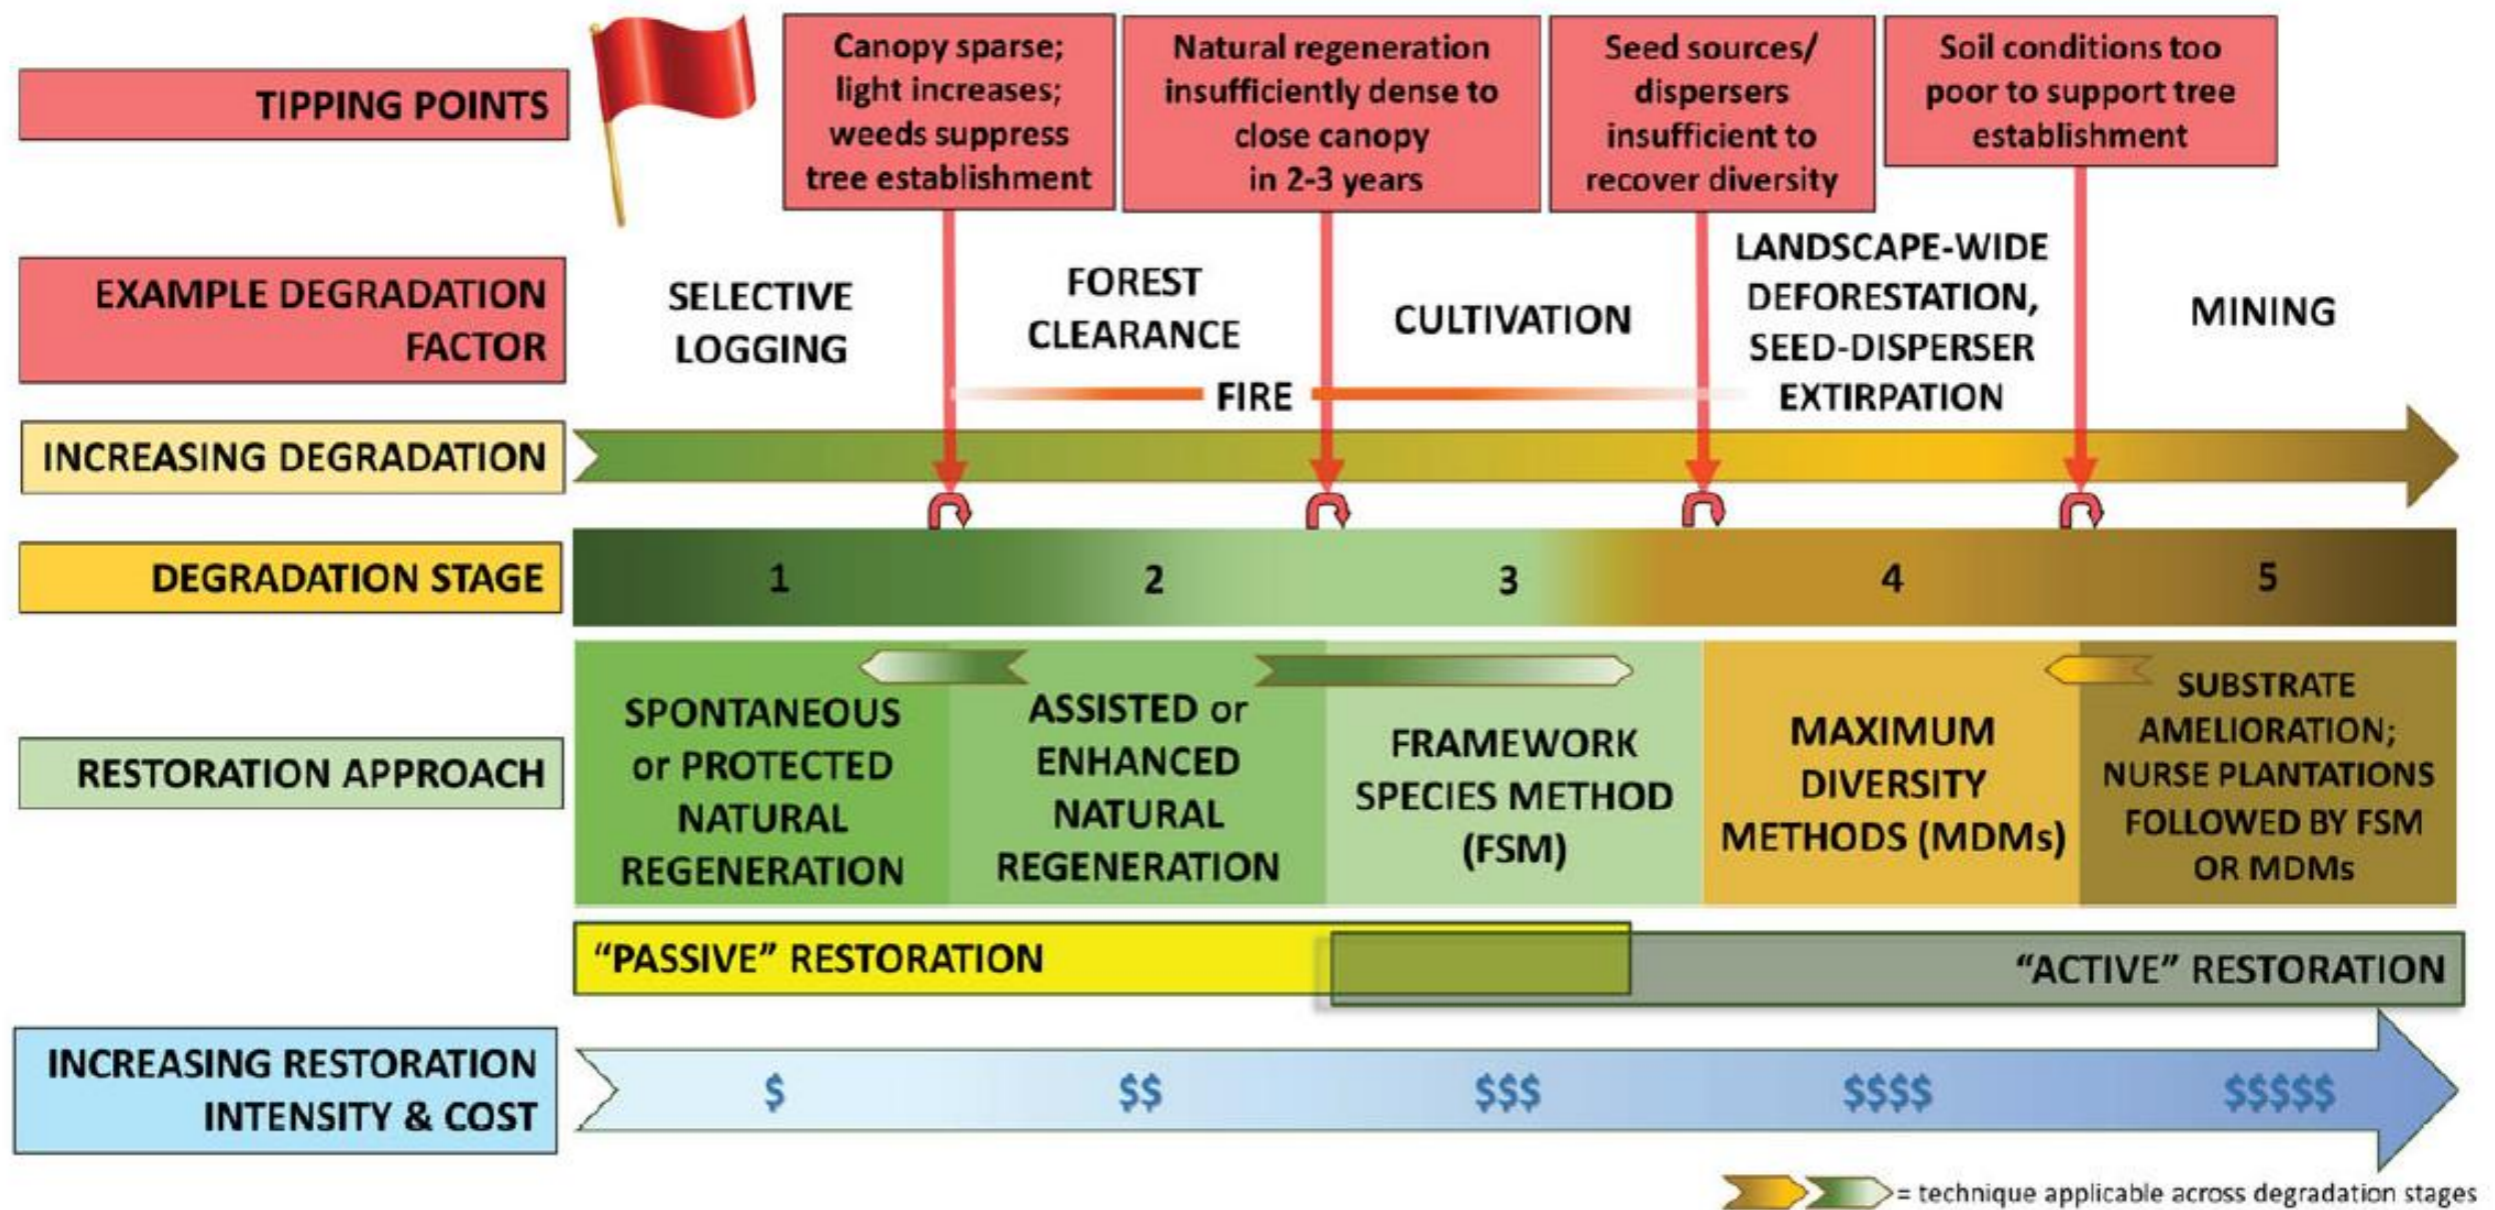 TIPPING POINTS
Canopy sparse;
light increases;
weeds suppress
tree establishment
Natural regeneration
insufficiently dense to
close canopy
in 2-3 years
Seed sources/
dispersers
insufficient to
recover diversity
Soil conditions too
poor to support tree
establishment
EXAMPLE DEGRADATION
FACTOR
SELECTIVE
LOGGING
FOREST
CLEARANCE
FIRE
CULTIVATION
LANDSCAPE-WIDE
DEFORESTATION,
SEED-DISPERSER
EXTIRPATION
MINING
INCREASING DEGRADATION
DEGRADATION STAGE
1
2
3
4
5
RESTORATION APPROACH
SPONTANEOUS
or PROTECTED
NATURAL
REGENERATION
ASSISTED or
ENHANCED
NATURAL
REGENERATION
FRAMEWORK
SPECIES METHOD
(FSM)
MAXIMUM
DIVERSITY
METHODS (MDMs)
SUBSTRATE
AMELIORATION;
NURSE PLANTATIONS
FOLLOWED BY FSM
OR MDMs
“PASSIVE” RESTORATION
“ACTIVE” RESTORATION
INCREASING RESTORATION
INTENSITY & COST
$
$$
$$$
$$$$
$$$$$
= technique applicable across degradation stages